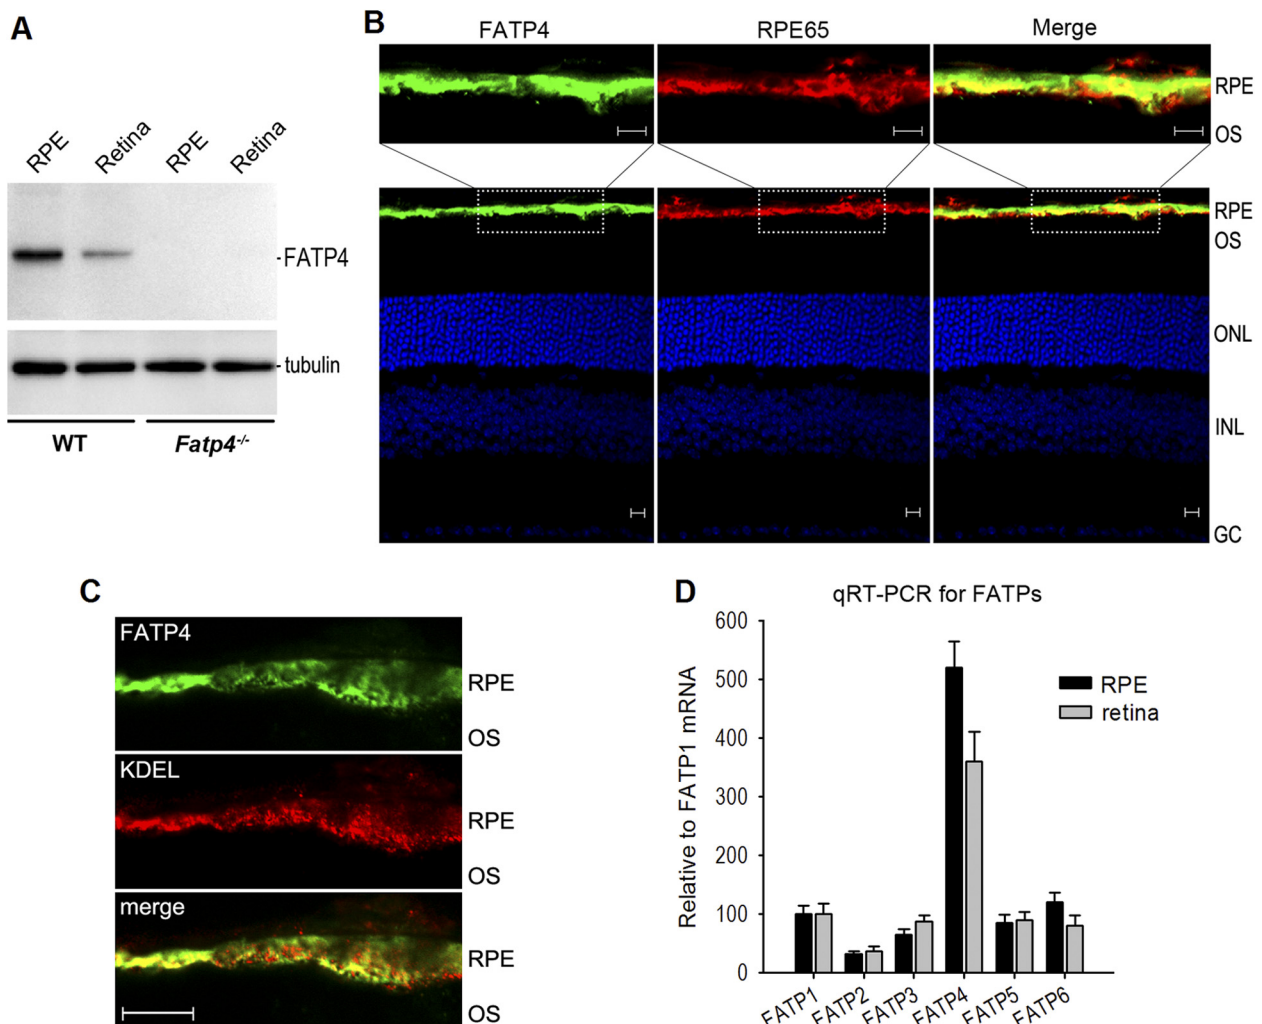 A
RPE Retina RPE Retina
-FATP4
-tubulin
WT Fatp4-/-
B
FATP4 RPE65 Merge
RPE
OS
RPE
OS
ONL
INL
GC
C
FATP4
RPE
OS
KDEL
RPE
OS
merge
RPE
OS
D
qRT-PCR for FATPs
Relative to FATP1 mRNA
600
500
400
300
200
100
0
RPE
retina
FATP1 FATP2 FATP3 FATP4 FATP5 FATP6